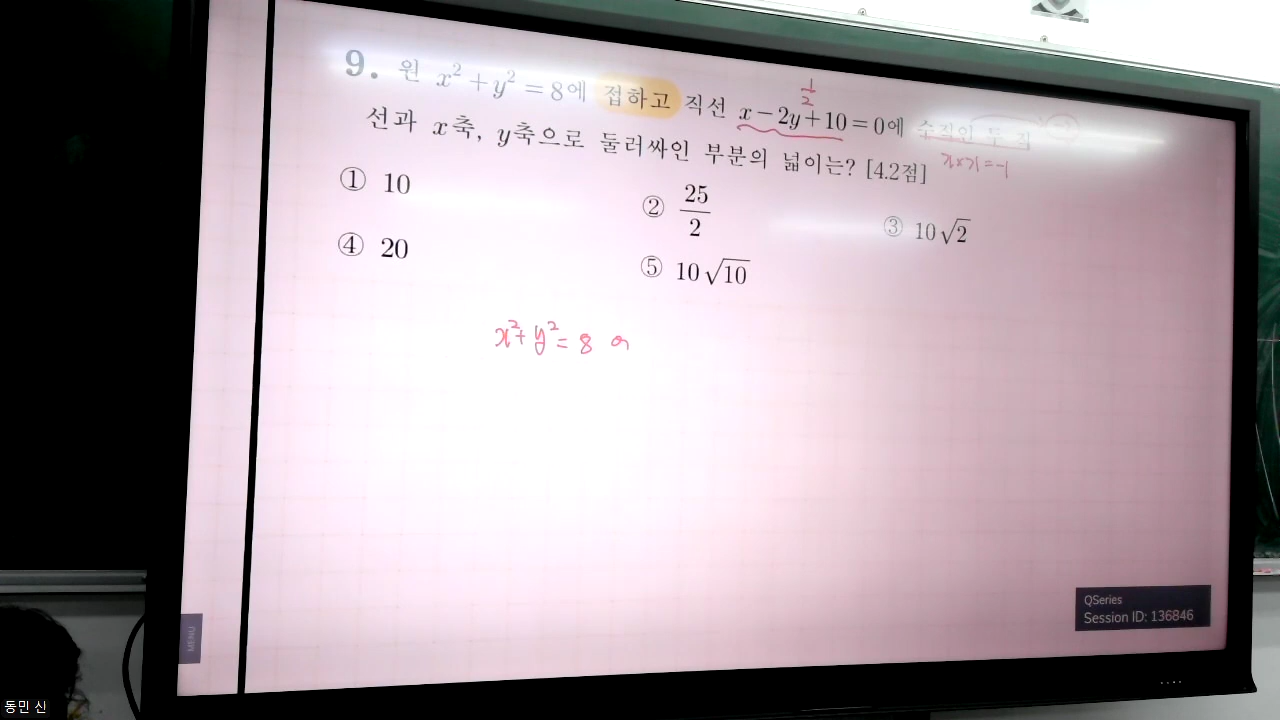 9. 원 x² + y² = 8에 접하고 직선 x − 2y + 10 = 0에 수직인 두 직
1/2
선과 x축, y축으로 둘러싸인 부분의 넓이는? [4.2점]
① 10
② 25/2
③ 10√2
④ 20
⑤ 10√10
x² + y² = 8
QSeries
Session ID: 136846
MENU
동민 신